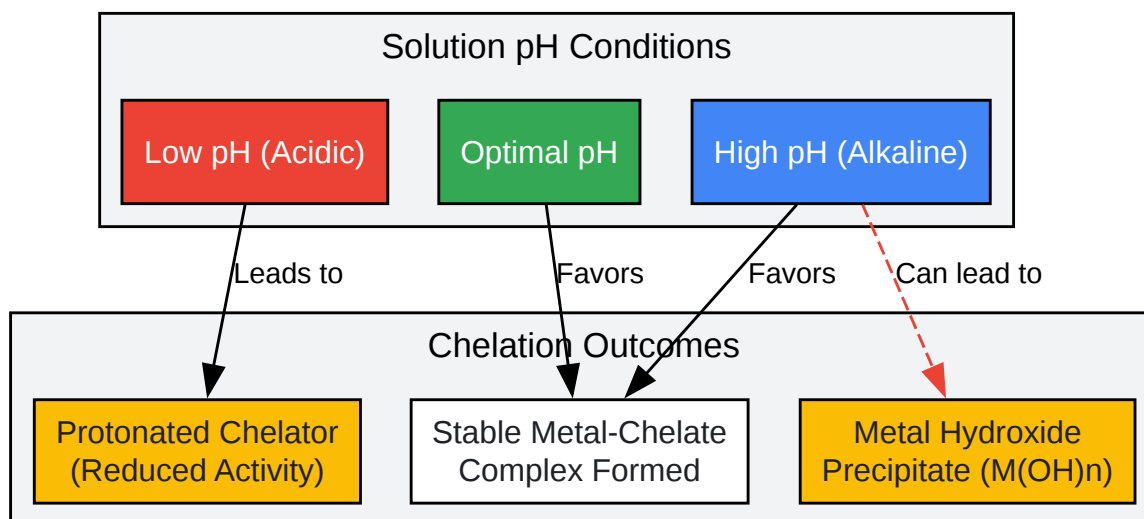 Solution pH Conditions
Low pH (Acidic)
Optimal pH
High pH (Alkaline)
Leads to
Favors
Favors
Can lead to
Chelation Outcomes
Protonated Chelator
(Reduced Activity)
Stable Metal-Chelate
Complex Formed
Metal Hydroxide
Precipitate (M(OH)n)